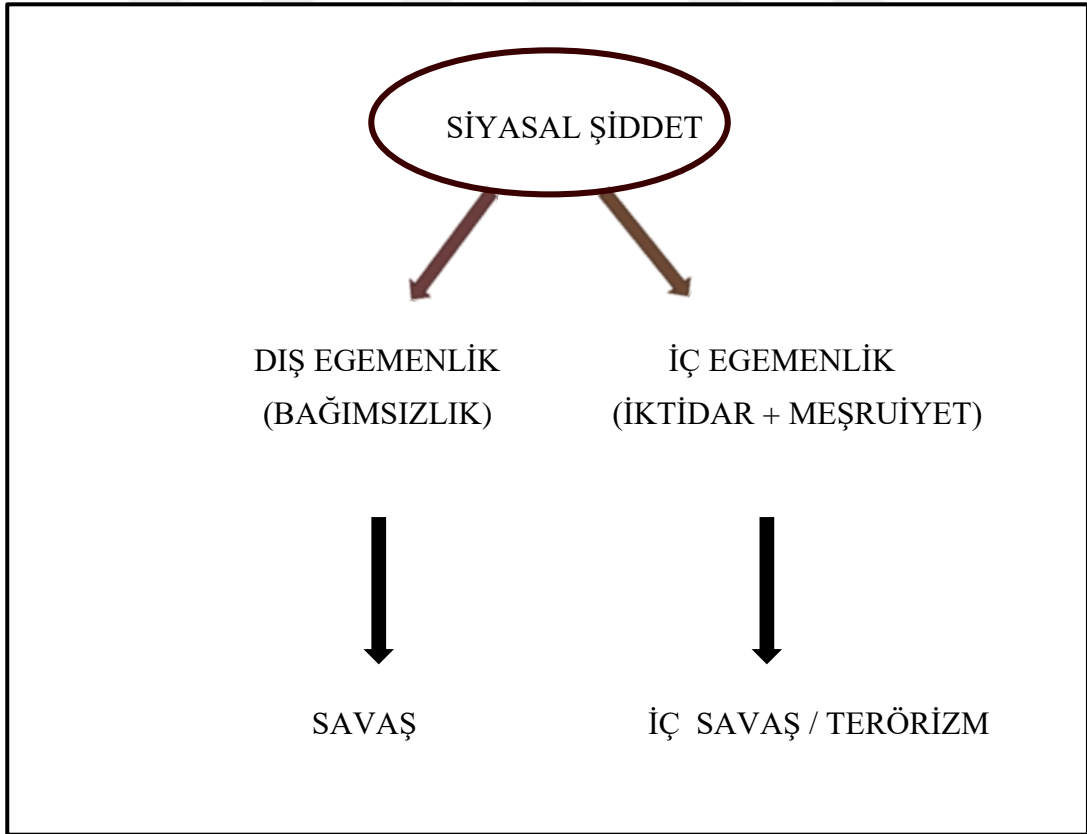 SİYASAL ŞİDDET
DIŞ EGEMENLİK
(BAĞIMSIZLIK)
İÇ EGEMENLİK
(İKTİDAR + MEŞRUİYET)
SAVAŞ
İÇ SAVAŞ / TERÖRİZM